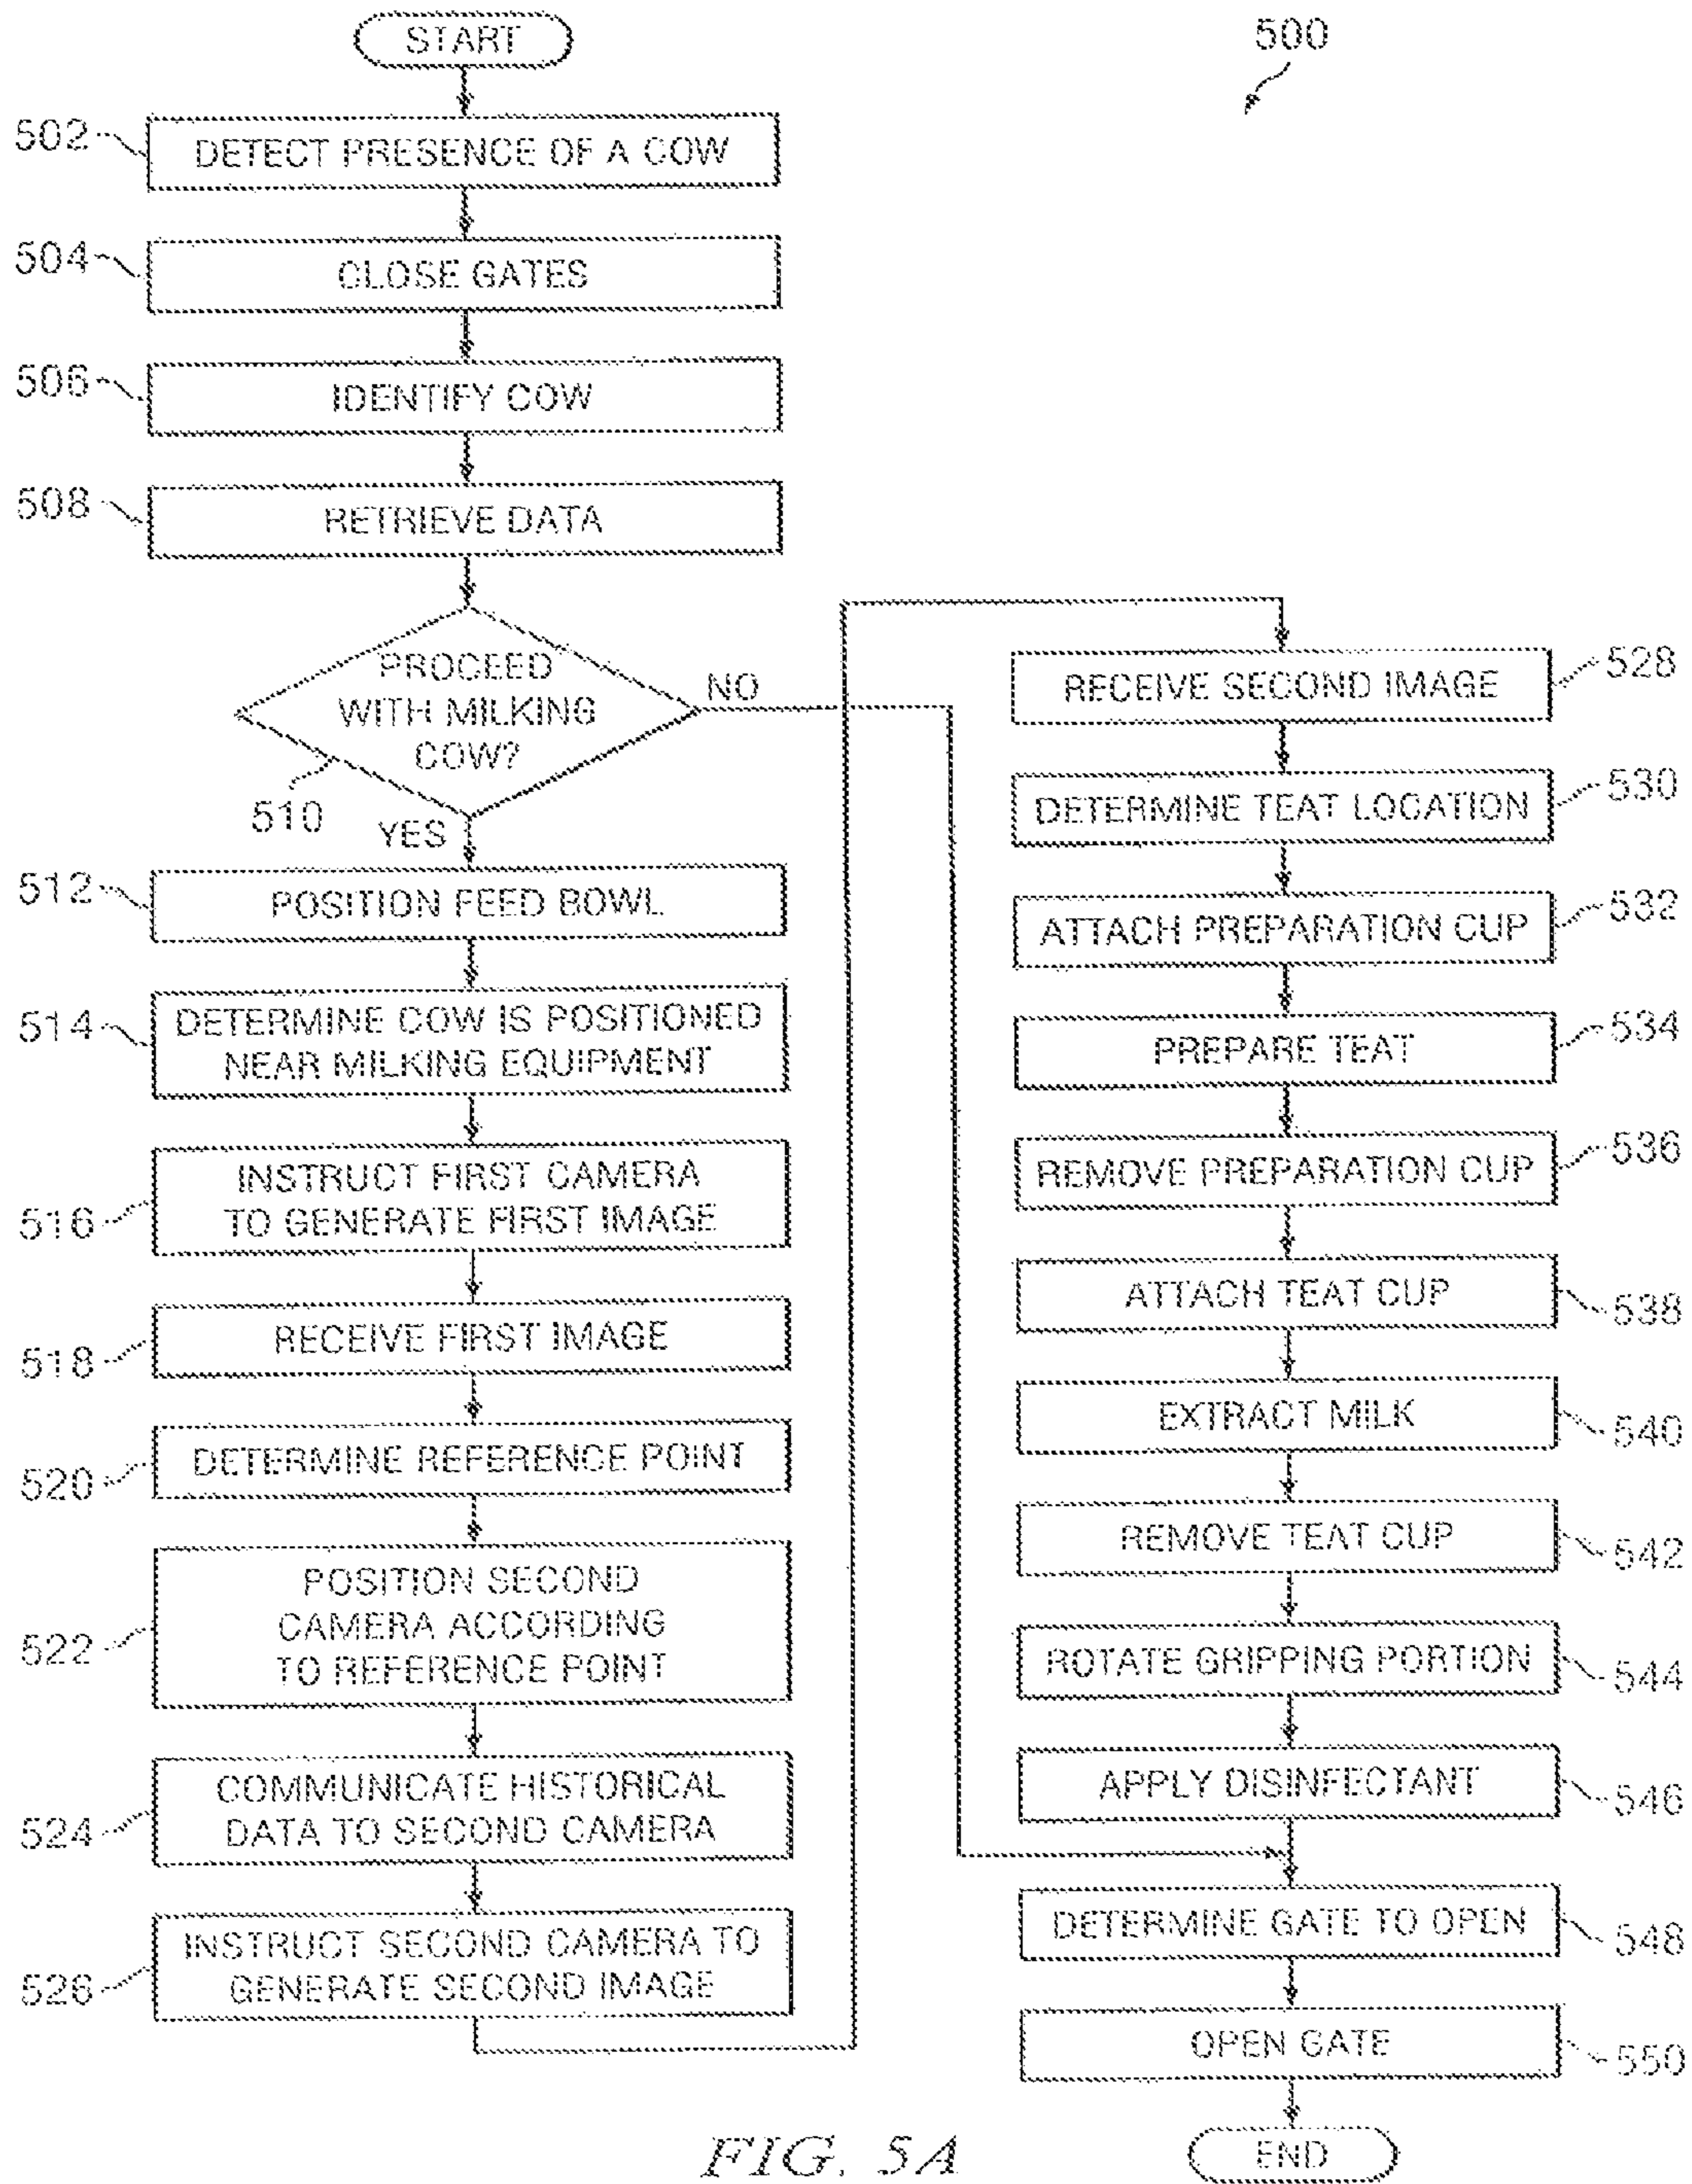 START
500
502
DETECT PRESENCE OF A COW
504
CLOSE GATES
506
IDENTIFY COW
508
RETRIEVE DATA
PROCEED
WITH MILKING
COW?
NO
510
YES
512
POSITION FEED BOWL
514
DETERMINE COW IS POSITIONED
NEAR MILKING EQUIPMENT
516
INSTRUCT FIRST CAMERA
TO GENERATE FIRST IMAGE
518
RECEIVE FIRST IMAGE
520
DETERMINE REFERENCE POINT
522
POSITION SECOND
CAMERA ACCORDING
TO REFERENCE POINT
524
COMMUNICATE HISTORICAL
DATA TO SECOND CAMERA
526
INSTRUCT SECOND CAMERA TO
GENERATE SECOND IMAGE
RECEIVE SECOND IMAGE
528
DETERMINE TEAT LOCATION
530
ATTACH PREPARATION CUP
532
PREPARE TEAT
534
REMOVE PREPARATION CUP
536
ATTACH TEAT CUP
538
EXTRACT MILK
540
REMOVE TEAT CUP
542
ROTATE GRIPPING PORTION
544
APPLY DISINFECTANT
546
DETERMINE GATE TO OPEN
548
OPEN GATE
550
END
FIG. 5A